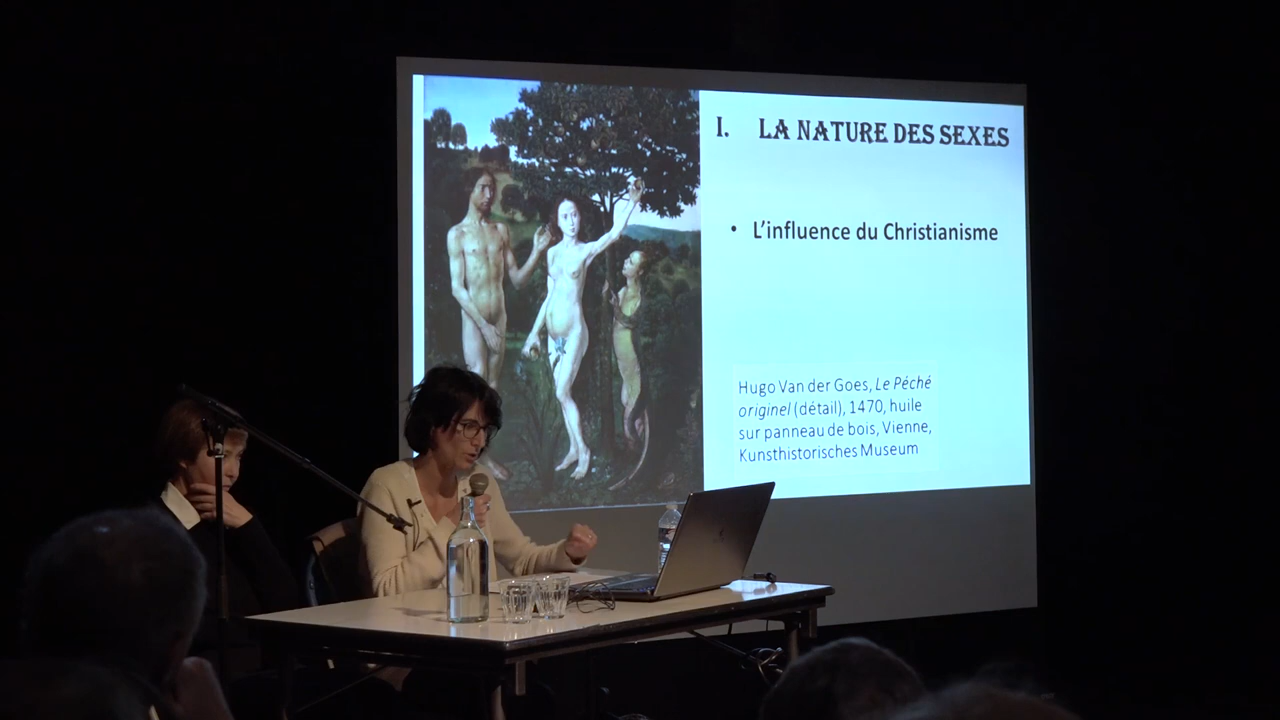 I. LA NATURE DES SEXES
• L'influence du Christianisme
Hugo Van der Goes, Le Péché
originel (détail), 1470, huile
sur panneau de bois, Vienne,
Kunsthistorisches Museum